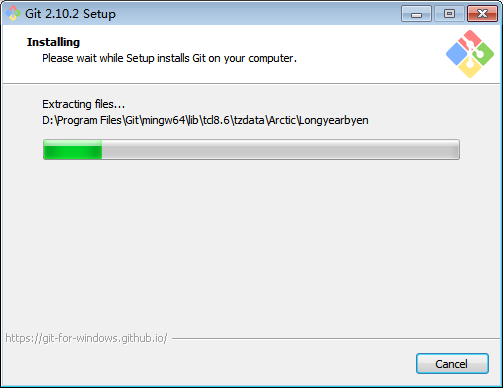 Git 2.10.2 Setup
Installing
Please wait while Setup installs Git on your computer.
Extracting files...
D:\Program Files\Git\mingw64\lib\tcl8.6\tzdata\Arctic\Longyearbyen
https://git-for-windows.github.io/
Cancel